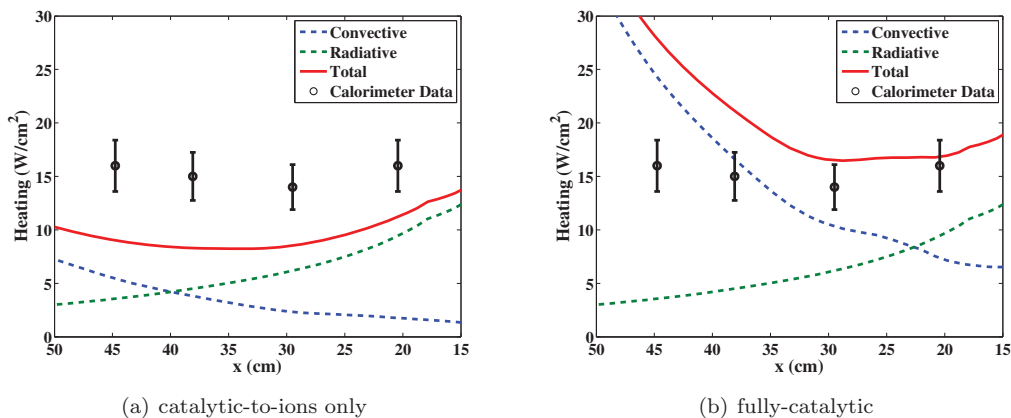 30
25
20
15
10
5
0
50
45
40
35
30
25
20
15
Heating (W/cm²)
x (cm)
Convective
Radiative
Total
Calorimeter Data
(a) catalytic-to-ions only
30
25
20
15
10
5
0
50
45
40
35
30
25
20
15
Heating (W/cm²)
x (cm)
Convective
Radiative
Total
Calorimeter Data
(b) fully-catalytic